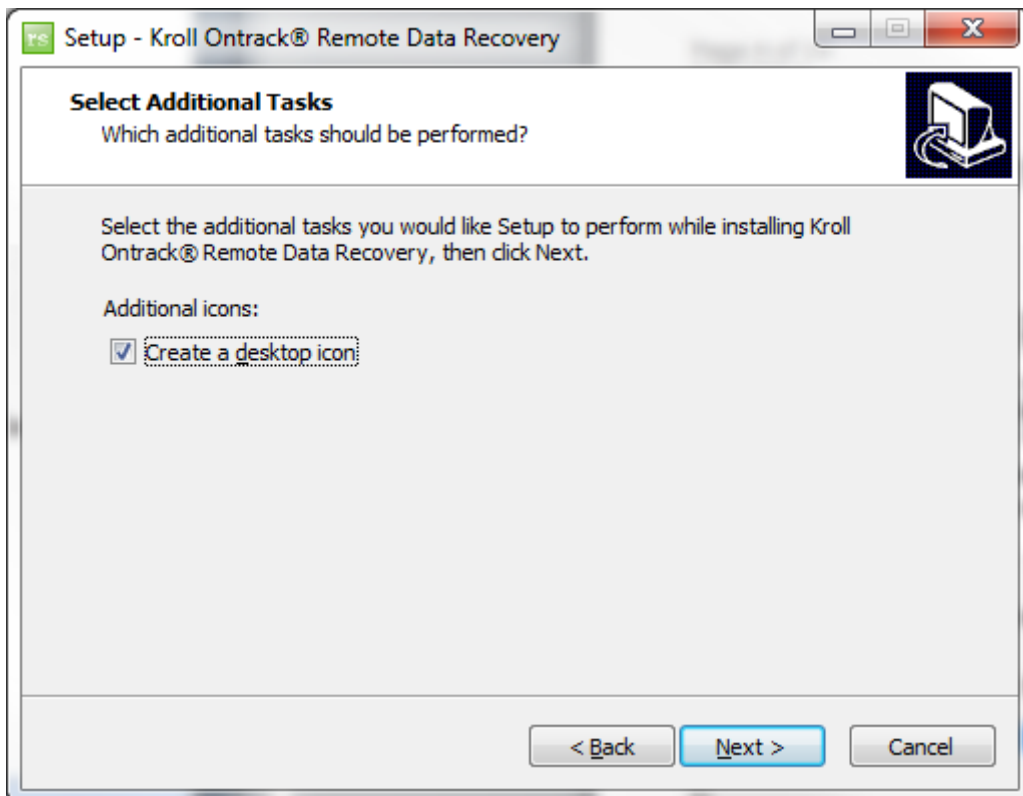 rs Setup - Kroll Ontrack® Remote Data Recovery
Select Additional Tasks
Which additional tasks should be performed?
Select the additional tasks you would like Setup to perform while installing Kroll
Ontrack® Remote Data Recovery, then click Next.
Additional icons:
Create a desktop icon
< Back Next > Cancel